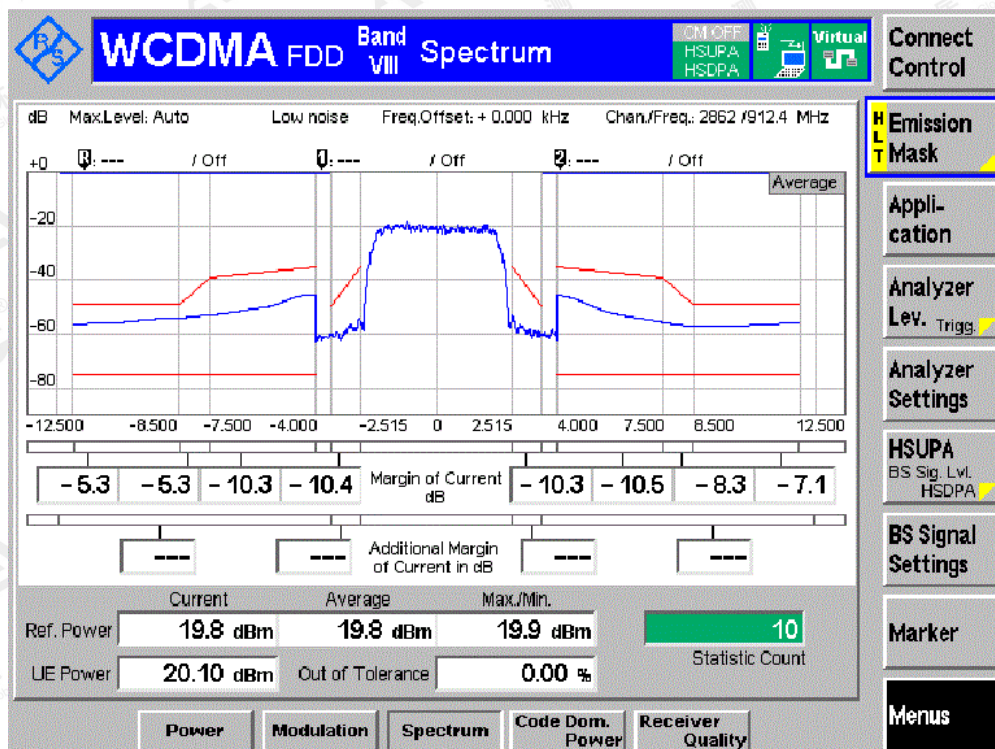 R S
WCDMA FDD Band VIII Spectrum
CM OFF
HSUPA
HSDPA
Virtual
Connect Control
dB Max.Level: Auto Low noise Freq.Offset: + 0.000 kHz Chan./Freq.: 2862 /912.4 MHz
HLT Emission Mask
+0 R: --- / Off 1: --- / Off 2: --- / Off
Average
-20
-40
-60
-80
-12.500 -8.500 -7.500 -4.000 -2.515 0 2.515 4.000 7.500 8.500 12.500
Appli-
cation
Analyzer
Lev. Trigg.
Analyzer
Settings
HSUPA
BS Sig. Lvl.
HSDPA
-5.3 -5.3 -10.3 -10.4 Margin of Current dB -10.3 -10.5 -8.3 -7.1
BS Signal
Settings
--- --- Additional Margin of Current in dB --- ---
Current Average Max./Min.
Ref. Power 19.8 dBm 19.8 dBm 19.9 dBm 10
Statistic Count
UE Power 20.10 dBm Out of Tolerance 0.00 %
Marker
Menus
Power Modulation Spectrum Code Dom. Power Receiver Quality